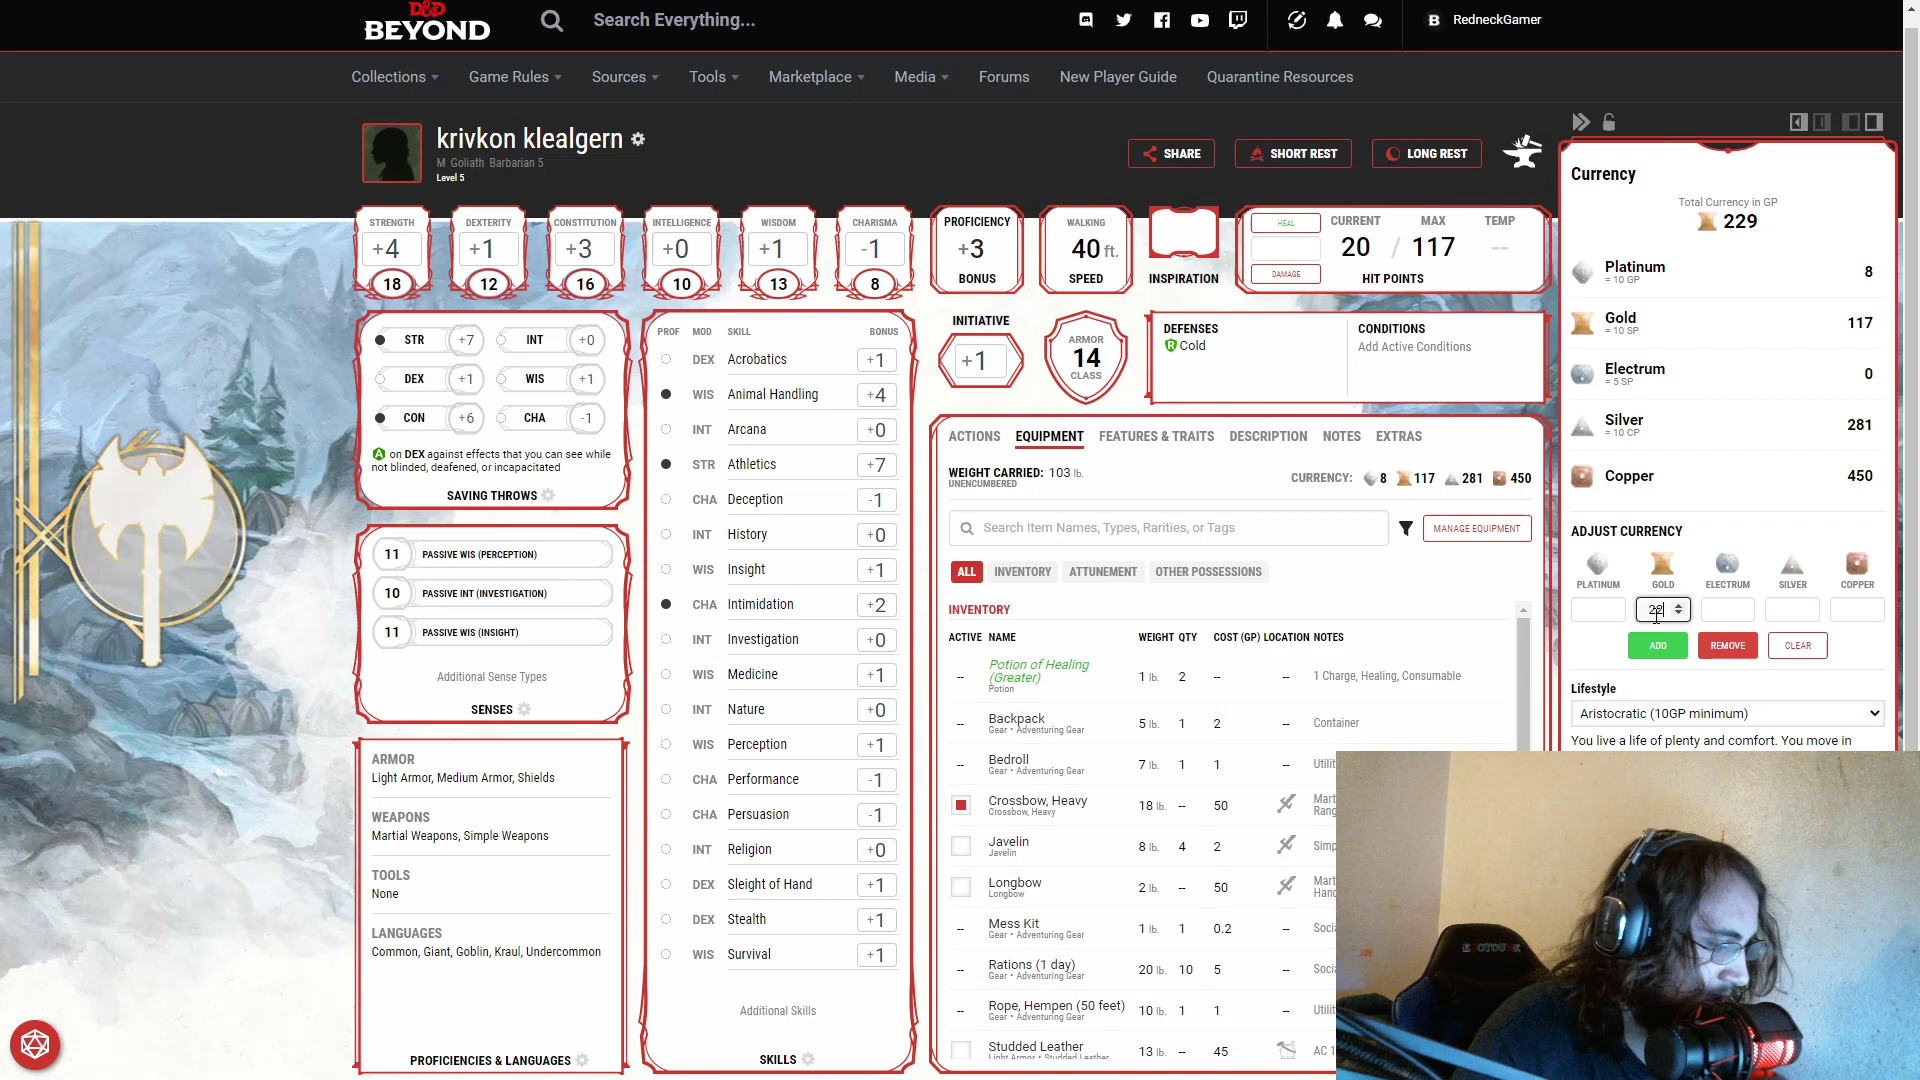 D&D
BEYOND
Search Everything...
B RedneckGamer
Collections
Game Rules
Sources
Tools
Marketplace
Media
Forums
New Player Guide
Quarantine Resources
krivkon klealgern
M Goliath Barbarian 5
Level 5
SHARE
SHORT REST
LONG REST
STRENGTH
+4
18
DEXTERITY
+1
12
CONSTITUTION
+3
16
INTELLIGENCE
+0
10
WISDOM
+1
13
CHARISMA
-1
8
PROFICIENCY
+3
BONUS
WALKING
40 ft.
SPEED
INSPIRATION
HEAL
DAMAGE
CURRENT MAX TEMP
20 / 117 --
HIT POINTS
STR +7 INT +0
DEX +1 WIS +1
CON +6 CHA -1
A on DEX against effects that you can see while
not blinded, deafened, or incapacitated
SAVING THROWS
11 PASSIVE WIS (PERCEPTION)
10 PASSIVE INT (INVESTIGATION)
11 PASSIVE WIS (INSIGHT)
Additional Sense Types
SENSES
ARMOR
Light Armor, Medium Armor, Shields
WEAPONS
Martial Weapons, Simple Weapons
TOOLS
None
LANGUAGES
Common, Giant, Goblin, Kraul, Undercommon
PROFICIENCIES & LANGUAGES
PROF MOD SKILL BONUS
DEX Acrobatics +1
WIS Animal Handling +4
INT Arcana +0
STR Athletics +7
CHA Deception -1
INT History +0
WIS Insight +1
CHA Intimidation +2
INT Investigation +0
WIS Medicine +1
INT Nature +0
WIS Perception +1
CHA Performance -1
CHA Persuasion -1
INT Religion +0
DEX Sleight of Hand +1
DEX Stealth +1
WIS Survival +1
Additional Skills
SKILLS
INITIATIVE
+1
ARMOR
14
CLASS
DEFENSES
R Cold
CONDITIONS
Add Active Conditions
ACTIONS EQUIPMENT FEATURES & TRAITS DESCRIPTION NOTES EXTRAS
WEIGHT CARRIED: 103 lb.
UNENCUMBERED
CURRENCY: 8 117 281 450
Search Item Names, Types, Rarities, or Tags
MANAGE EQUIPMENT
ALL INVENTORY ATTUNEMENT OTHER POSSESSIONS
INVENTORY
ACTIVE NAME WEIGHT QTY COST (GP) LOCATION NOTES
-- Potion of Healing (Greater) 1 lb. 2 -- -- 1 Charge, Healing, Consumable
Potion
-- Backpack 5 lb. 1 2 -- Container
Gear • Adventuring Gear
-- Bedroll 7 lb. 1 1 -- Utilit
Gear • Adventuring Gear
Crossbow, Heavy 18 lb. -- 50 Mart
Crossbow, Heavy Rang
Javelin 8 lb. 4 2 Simp
Javelin
Longbow 2 lb. -- 50 Mart
Longbow Hand
-- Mess Kit 1 lb. 1 0.2 -- Socia
Gear • Adventuring Gear
-- Rations (1 day) 20 lb. 10 5 -- Socia
Gear • Adventuring Gear
-- Rope, Hempen (50 feet) 10 lb. 1 1 -- Utilit
Gear • Adventuring Gear
Studded Leather 13 lb. -- 45 AC 1
Light Armor • Studded Leather
Currency
Total Currency in GP
229
Platinum 8
= 10 GP
Gold 117
= 10 SP
Electrum 0
= 5 SP
Silver 281
= 10 CP
Copper 450
ADJUST CURRENCY
PLATINUM GOLD ELECTRUM SILVER COPPER
22
ADD REMOVE CLEAR
Lifestyle
Aristocratic (10GP minimum)
You live a life of plenty and comfort. You move in